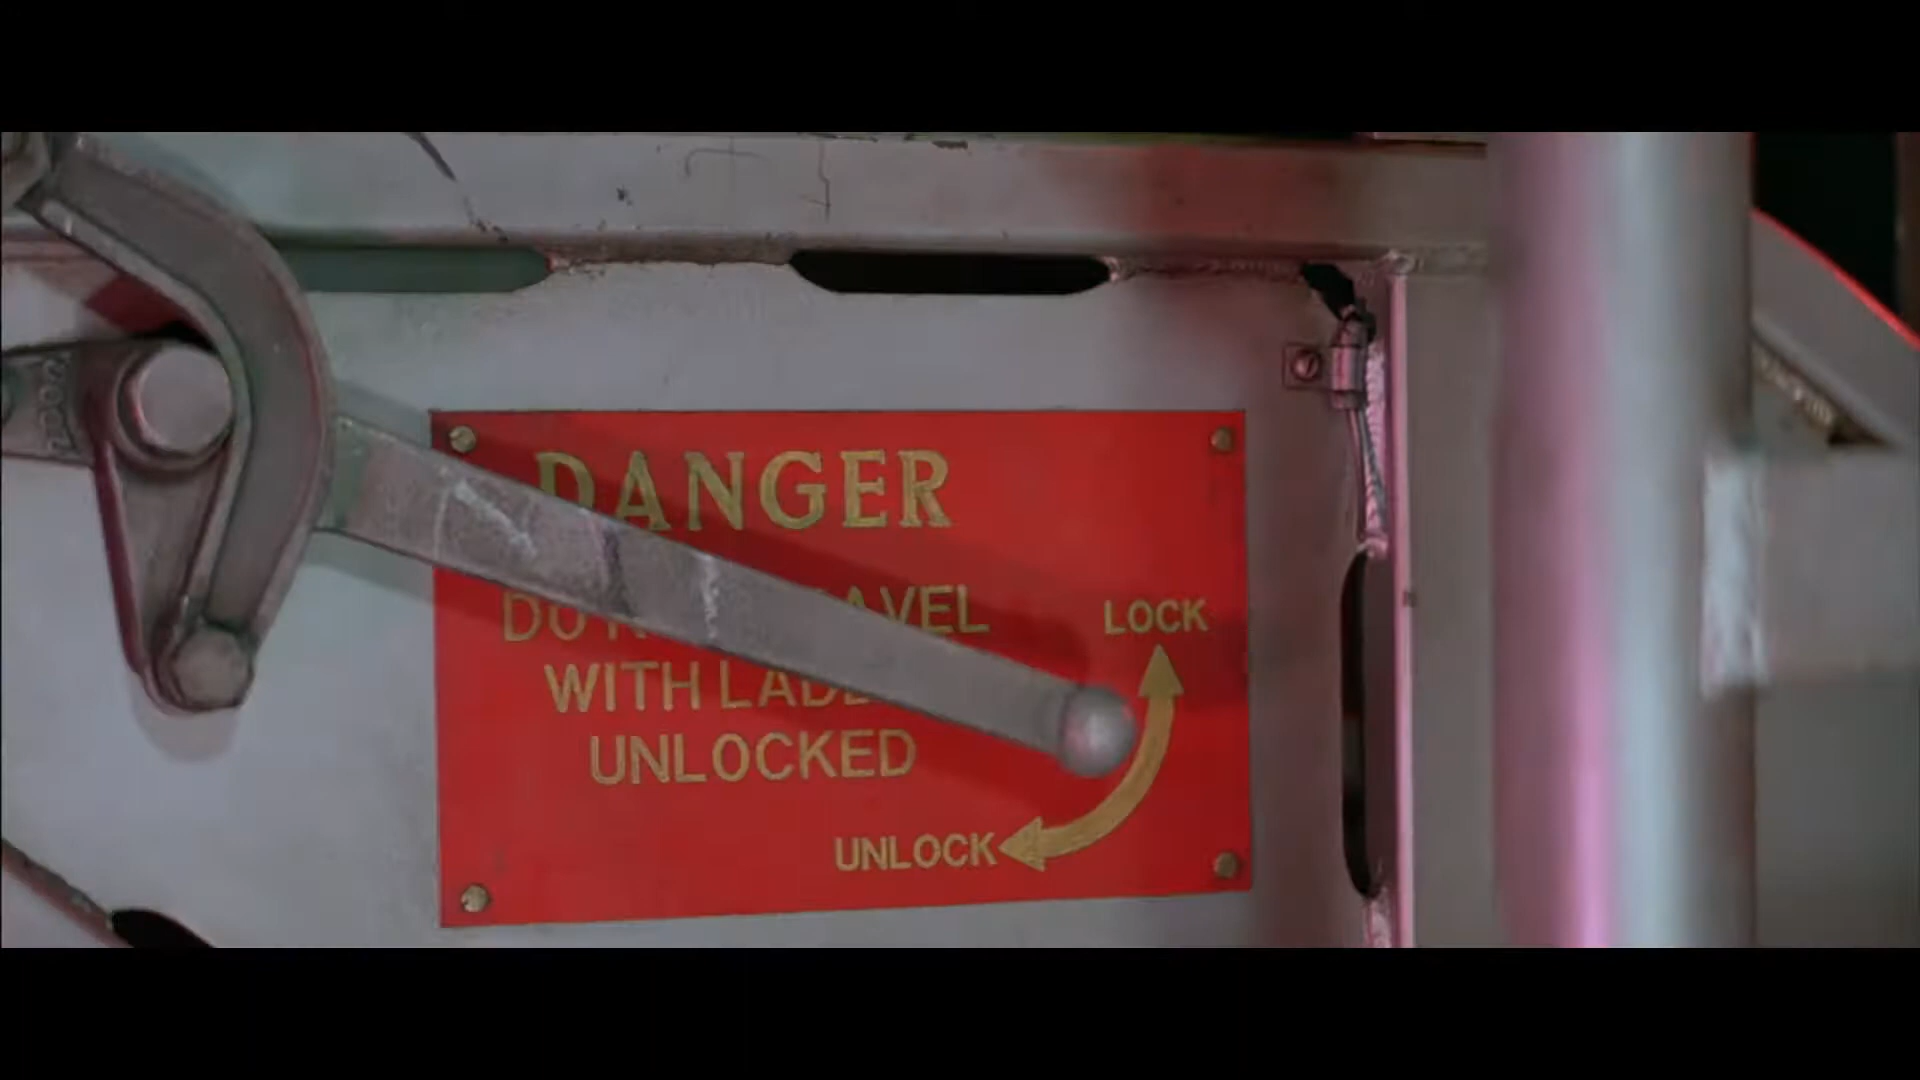 DANGER
DO AVEL
LOCK
WITH LAD
UNLOCKED
UNLOCK